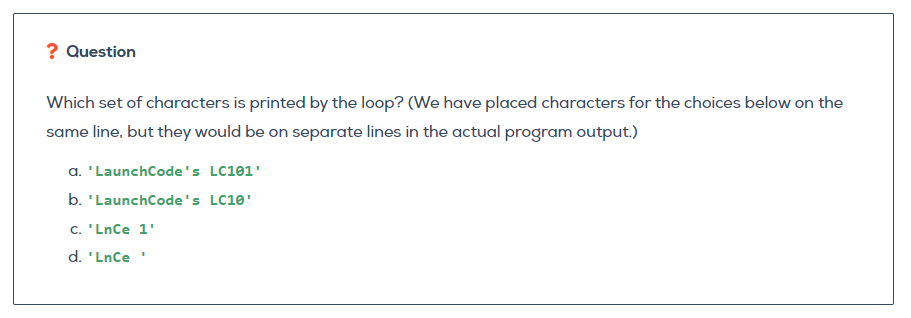 ? Question
Which set of characters is printed by the loop? (We have placed characters for the choices below on the
same line, but they would be on separate lines in the actual program output.)
a. 'LaunchCode's LC101'
b. 'LaunchCode's LC10'
c. 'LnCe 1'
d. 'LnCe '